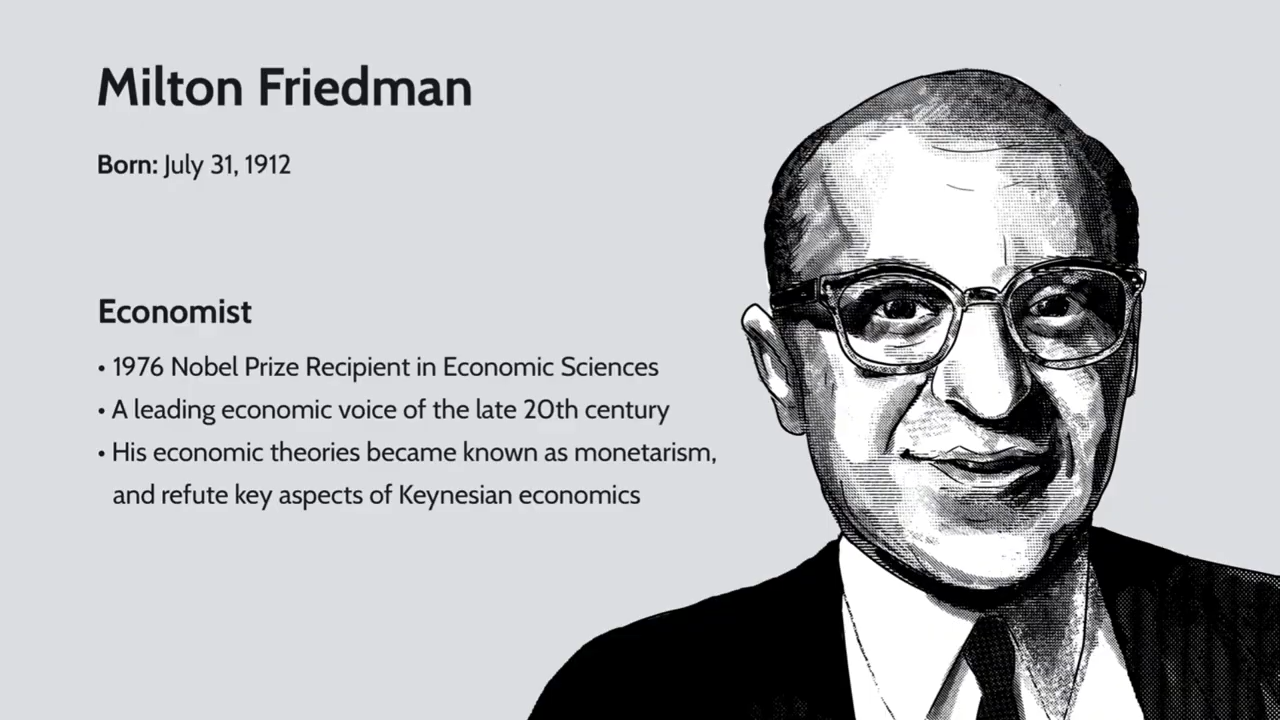 Milton Friedman
Born: July 31, 1912
Economist
• 1976 Nobel Prize Recipient in Economic Sciences
• A leading economic voice of the late 20th century
• His economic theories became known as monetarism,
and refute key aspects of Keynesian economics